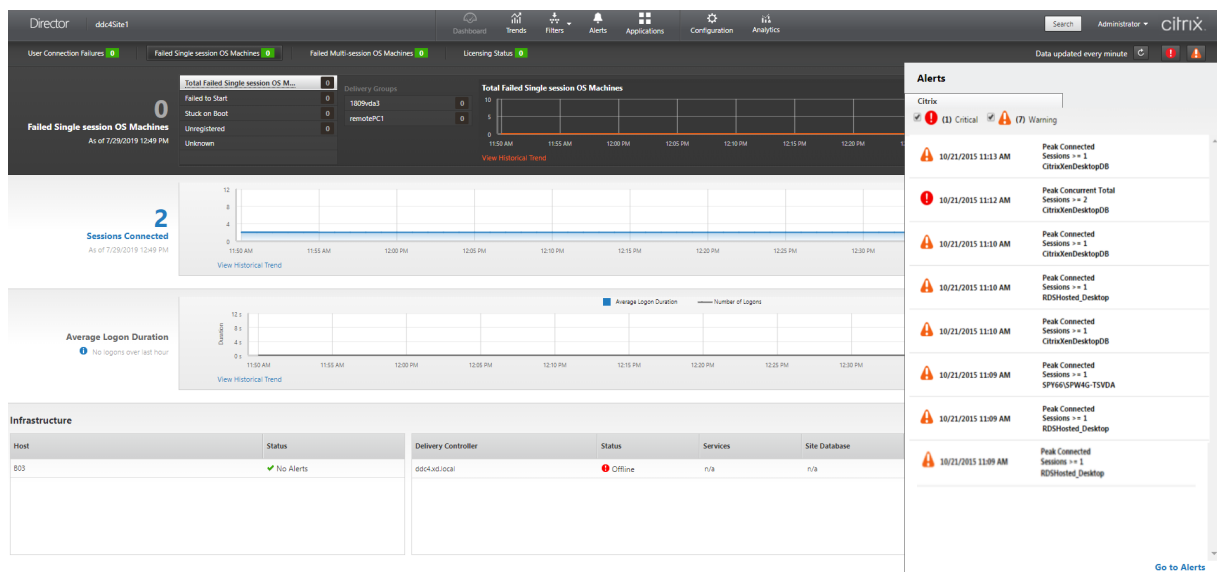 Director ddc4Site1
Dashboard Trends Filters Alerts Applications Configuration Analytics
Search Administrator citrix.
User Connection Failures 0 Failed Single session OS Machines 0 Failed Multi-session OS Machines 0 Licensing Status 0
Data updated every minute
0
Failed Single session OS Machines
As of 7/29/2019 12:49 PM
Total Failed Single session OS M... 0
Failed to Start 0
Stuck on Boot 0
Unregistered 0
Unknown
Delivery Groups
1809vda3 0
remotePC1 0
Total Failed Single session OS Machines
10
5
0
11:50 AM 11:55 AM 12:00 PM 12:05 PM 12:10 PM 12:15 PM 12:20 PM
View Historical Trend
2
Sessions Connected
As of 7/29/2019 12:49 PM
12
8
4
0
11:50 AM 11:55 AM 12:00 PM 12:05 PM 12:10 PM 12:15 PM 12:20 PM 12:25 PM 12:30 PM
View Historical Trend
Average Logon Duration
No logons over last hour
Average Logon Duration Number of Logons
Duration
12 s
8 s
4 s
0 s
11:50 AM 11:55 AM 12:00 PM 12:05 PM 12:10 PM 12:15 PM 12:20 PM 12:25 PM 12:30 PM
View Historical Trend
Infrastructure
Host Status
B03 No Alerts
Delivery Controller Status Services Site Database
ddc4.xd.local Offline n/a n/a
Alerts
Citrix
(1) Critical (7) Warning
10/21/2015 11:13 AM
Peak Connected
Sessions >= 1
CitrixXenDesktopDB
10/21/2015 11:12 AM
Peak Concurrent Total
Sessions >= 2
CitrixXenDesktopDB
10/21/2015 11:10 AM
Peak Connected
Sessions >= 1
CitrixXenDesktopDB
10/21/2015 11:10 AM
Peak Connected
Sessions >= 1
RDSHosted_Desktop
10/21/2015 11:10 AM
Peak Connected
Sessions >= 1
CitrixXenDesktopDB
10/21/2015 11:09 AM
Peak Connected
Sessions >= 1
SPY66\SPW4G-TSVDA
10/21/2015 11:09 AM
Peak Connected
Sessions >= 1
RDSHosted_Desktop
10/21/2015 11:09 AM
Peak Connected
Sessions >= 1
RDSHosted_Desktop
Go to Alerts